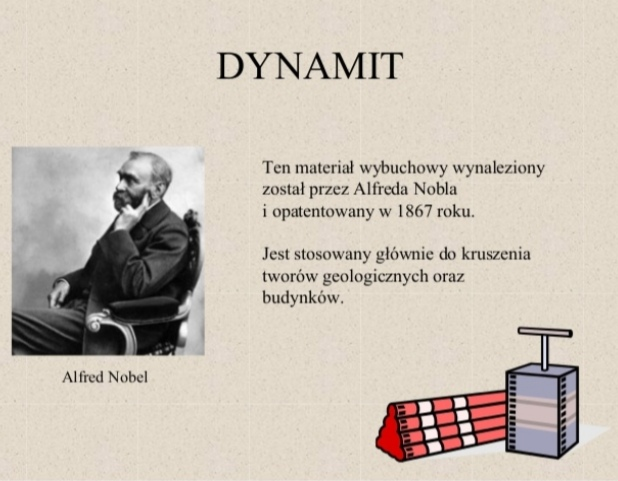 DYNAMIT
Ten materiał wybuchowy wynaleziony
został przez Alfreda Nobla
i opatentowany w 1867 roku.
Jest stosowany głównie do kruszenia
tworów geologicznych oraz
budynków.
Alfred Nobel